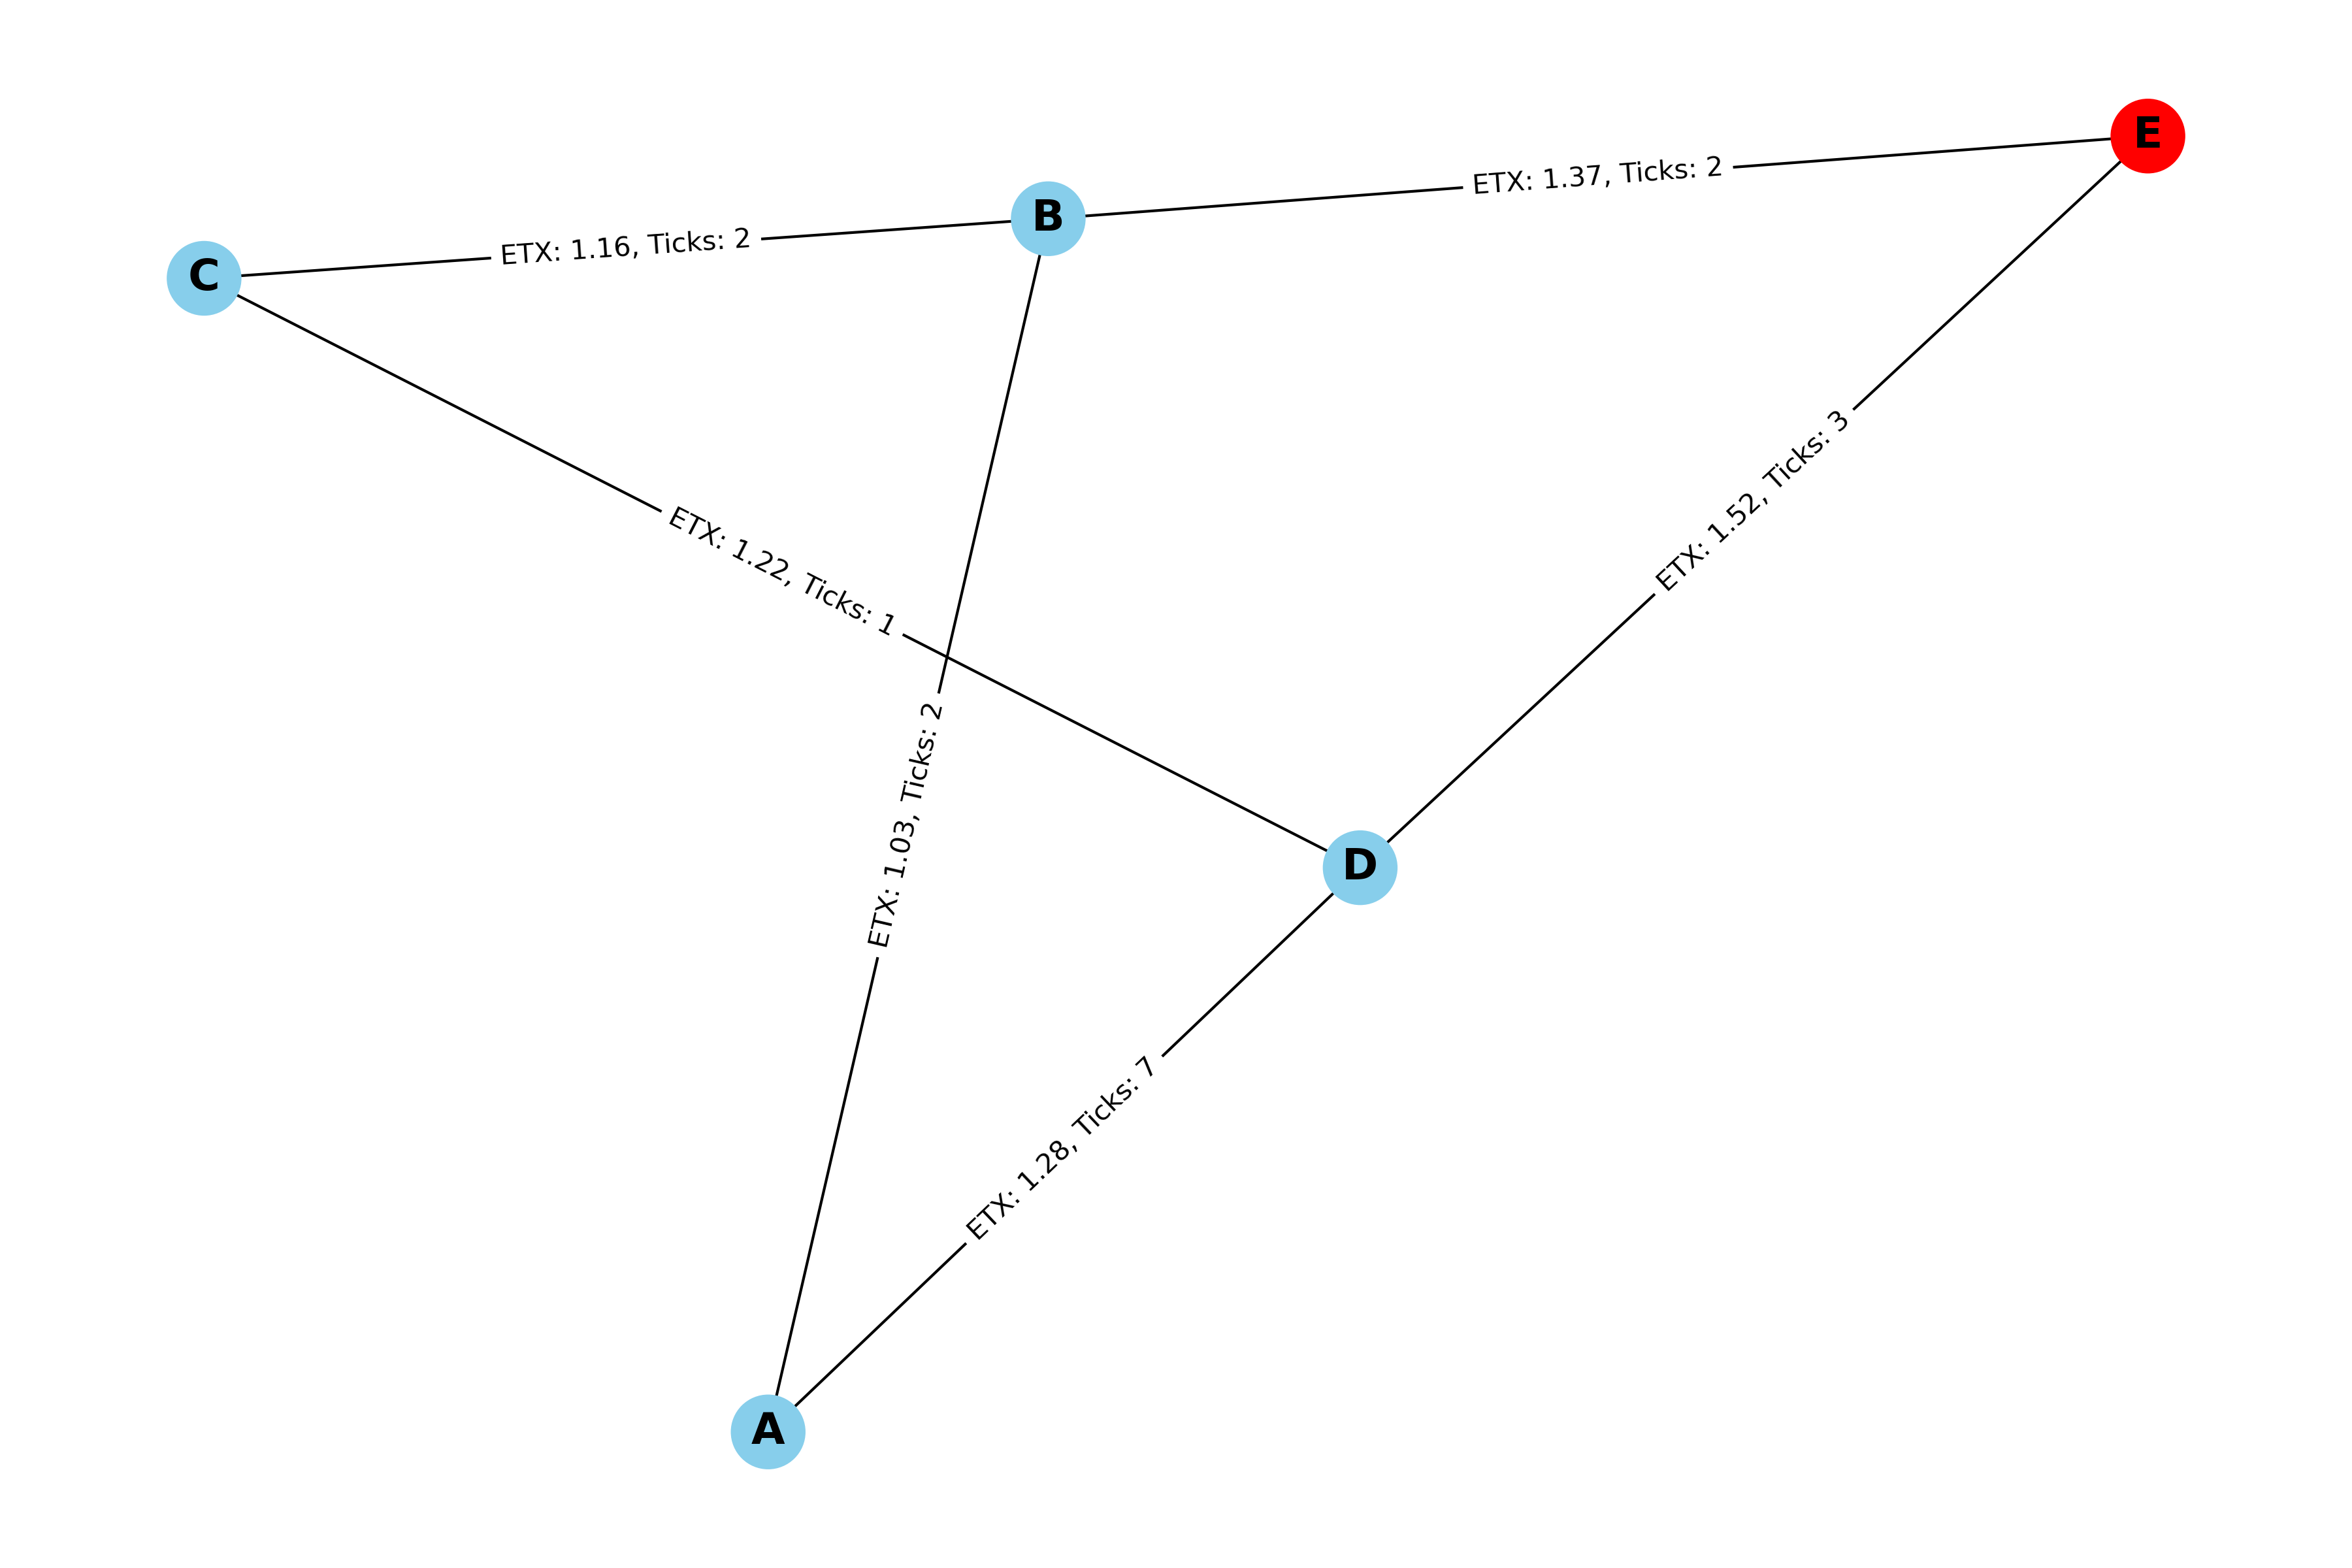 E
ETX: 1.37, Ticks: 2
B
ETX: 1.16, Ticks: 2
C
ETX: 1.52, Ticks: 3
ETX: 1.22, Ticks: 1
ETX: 1.03, Ticks: 2
D
ETX: 1.28, Ticks: 7
A